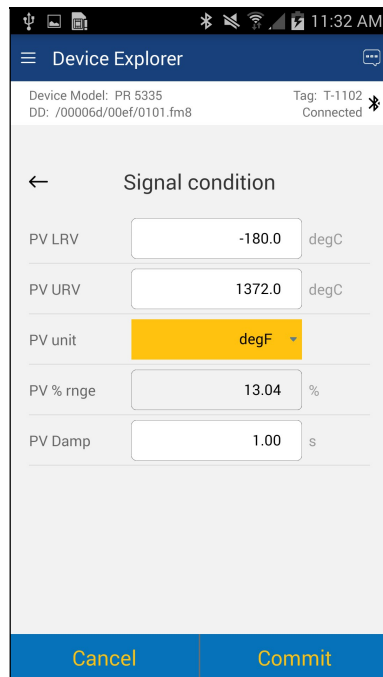 11:32 AM
Device Explorer
Device Model: PR 5335
Tag: T-1102
DD: /00006d/00ef/0101.fm8
Connected
Signal condition
PV LRV -180.0 degC
PV URV 1372.0 degC
PV unit degF
PV % rnge 13.04 %
PV Damp 1.00 s
Cancel Commit